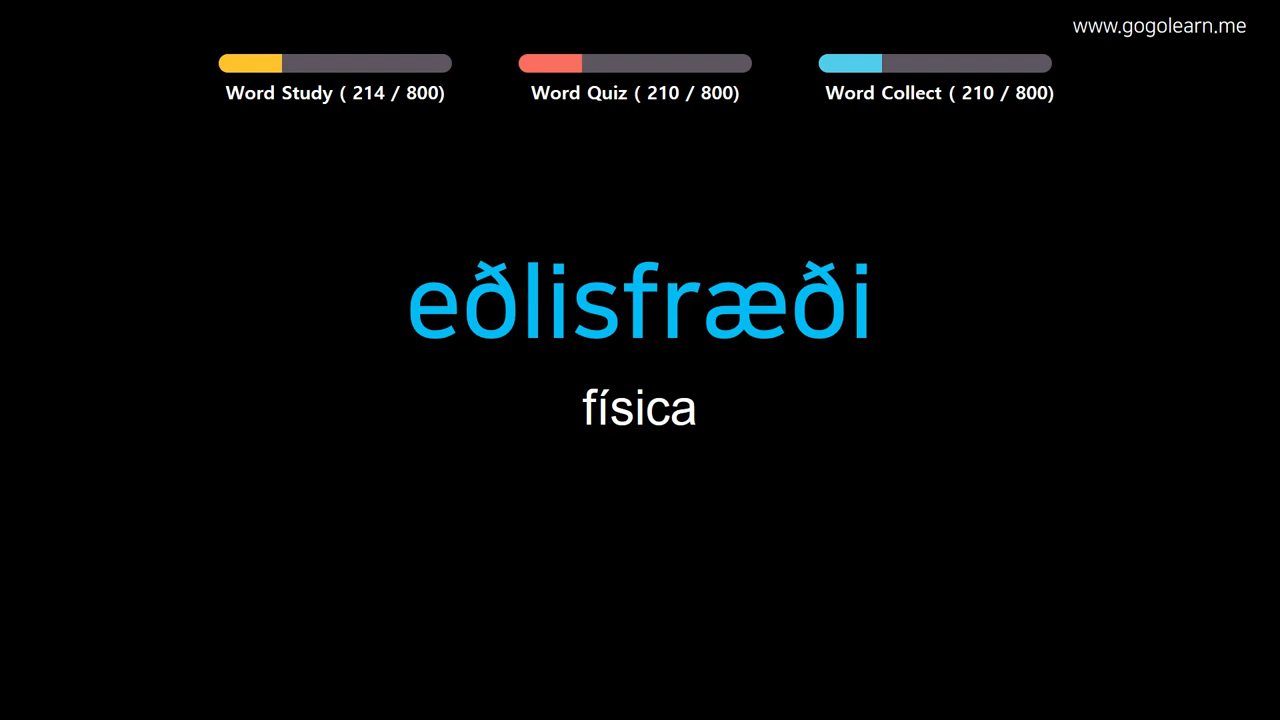 www.gogolearn.me
Word Study ( 214 / 800)
Word Quiz ( 210 / 800)
Word Collect ( 210 / 800)
eðlisfræði
física